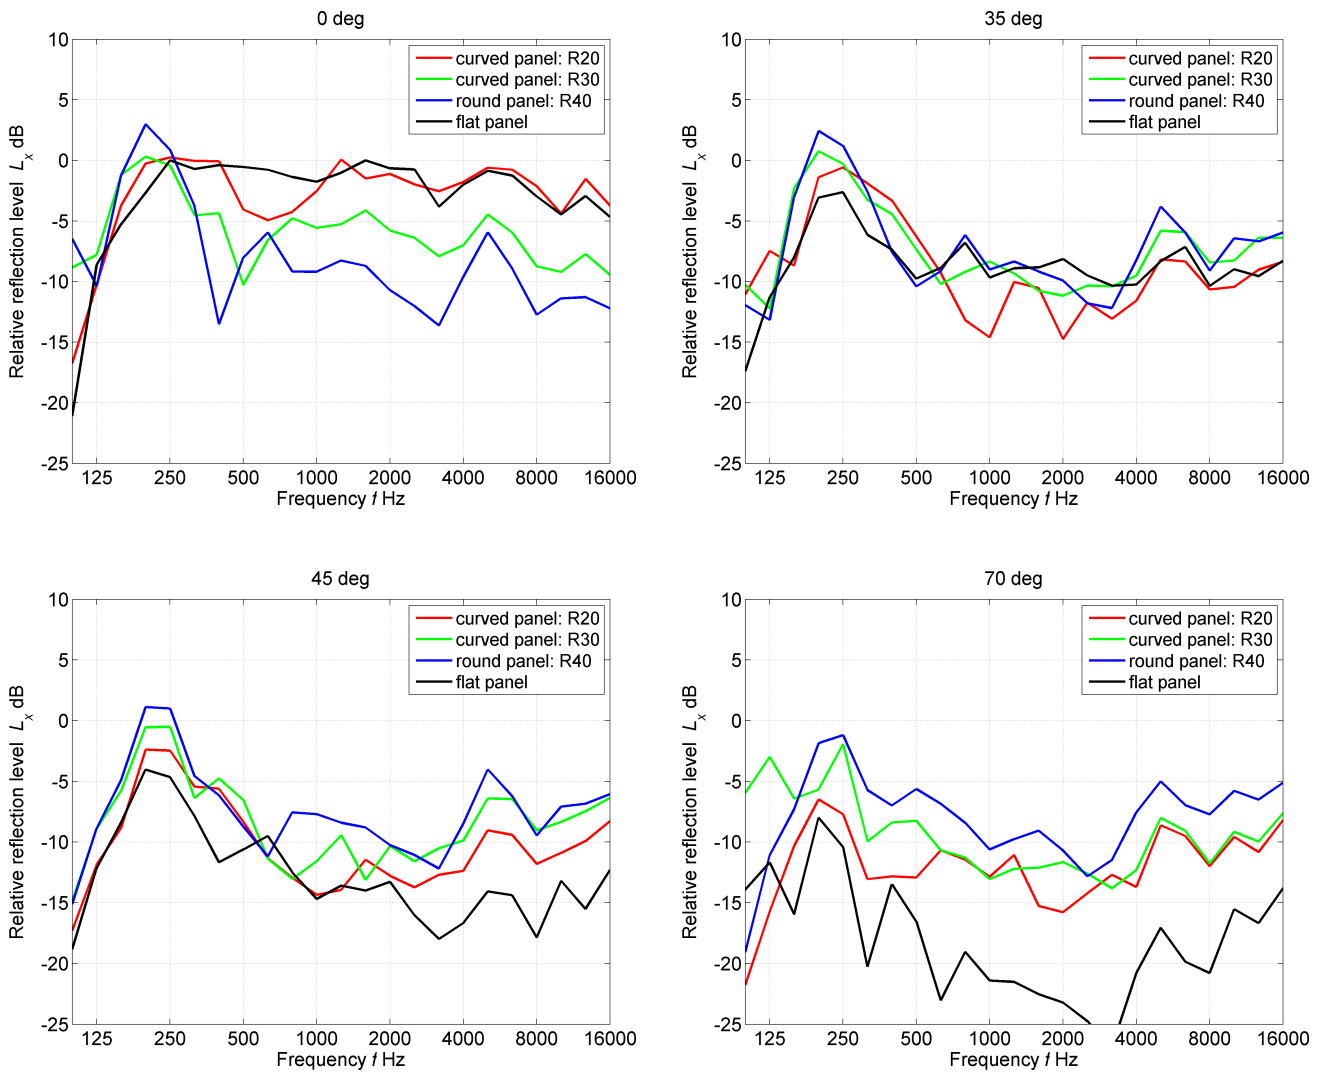 0 deg
10
5
0
-5
-10
-15
-20
-25
Relative reflection level Lx dB
125 250 500 1000 2000 4000 8000 16000
Frequency f Hz
curved panel: R20
curved panel: R30
round panel: R40
flat panel
35 deg
10
5
0
-5
-10
-15
-20
-25
Relative reflection level Lx dB
125 250 500 1000 2000 4000 8000 16000
Frequency f Hz
curved panel: R20
curved panel: R30
round panel: R40
flat panel
45 deg
10
5
0
-5
-10
-15
-20
-25
Relative reflection level Lx dB
125 250 500 1000 2000 4000 8000 16000
Frequency f Hz
curved panel: R20
curved panel: R30
round panel: R40
flat panel
70 deg
10
5
0
-5
-10
-15
-20
-25
Relative reflection level Lx dB
125 250 500 1000 2000 4000 8000 16000
Frequency f Hz
curved panel: R20
curved panel: R30
round panel: R40
flat panel